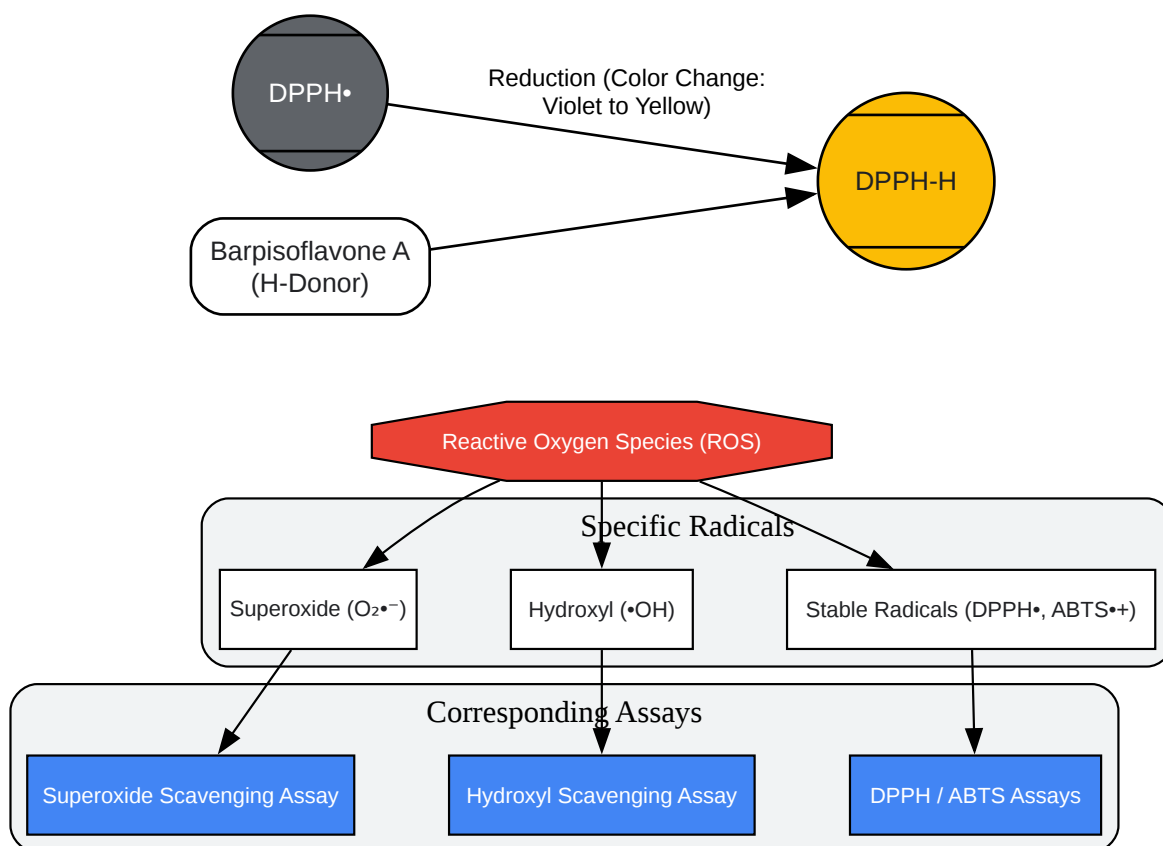 DPPH•
Reduction (Color Change:
Violet to Yellow)
DPPH-H
Barpisoflavone A
(H-Donor)
Reactive Oxygen Species (ROS)
Specific Radicals
Superoxide (O₂•⁻)
Hydroxyl (•OH)
Stable Radicals (DPPH•, ABTS•+)
Corresponding Assays
Superoxide Scavenging Assay
Hydroxyl Scavenging Assay
DPPH / ABTS Assays